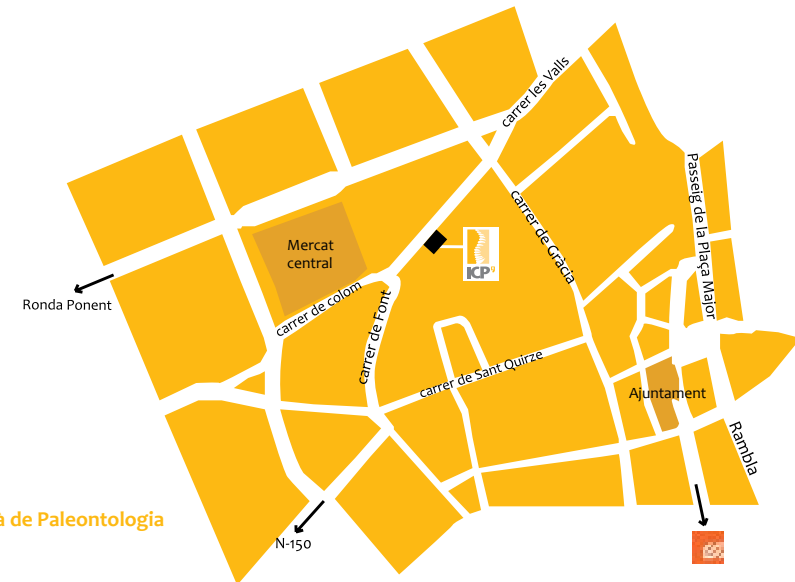 carrer les Valls
Passeig de la Plaça Major
carrer de Gràcia
Mercat
central
ICP
Ronda Ponent
carrer de colom
carrer de Font
carrer de Sant Quirze
Ajuntament
Rambla
à de Paleontologia
N-150